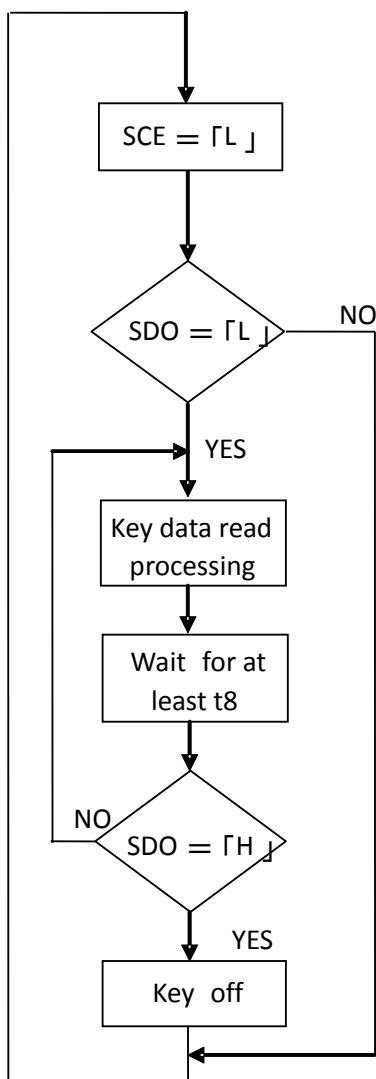 SCE = ｢L｣
SDO = ｢L｣
NO
YES
Key data read
processing
Wait for at
least t8
NO
SDO = ｢H｣
YES
Key off